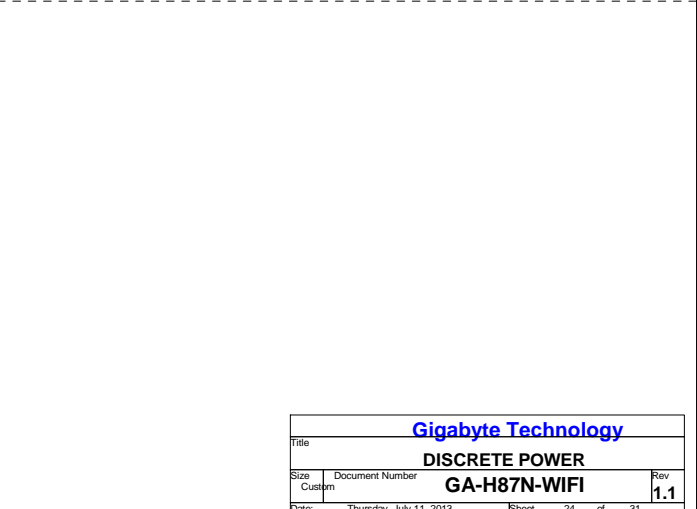 Gigabyte Technology
Title
DISCRETE POWER
Size Document Number Rev
Custom GA-H87N-WIFI 1.1
Date: Thursday, July 11, 2013 Sheet 24 of 31